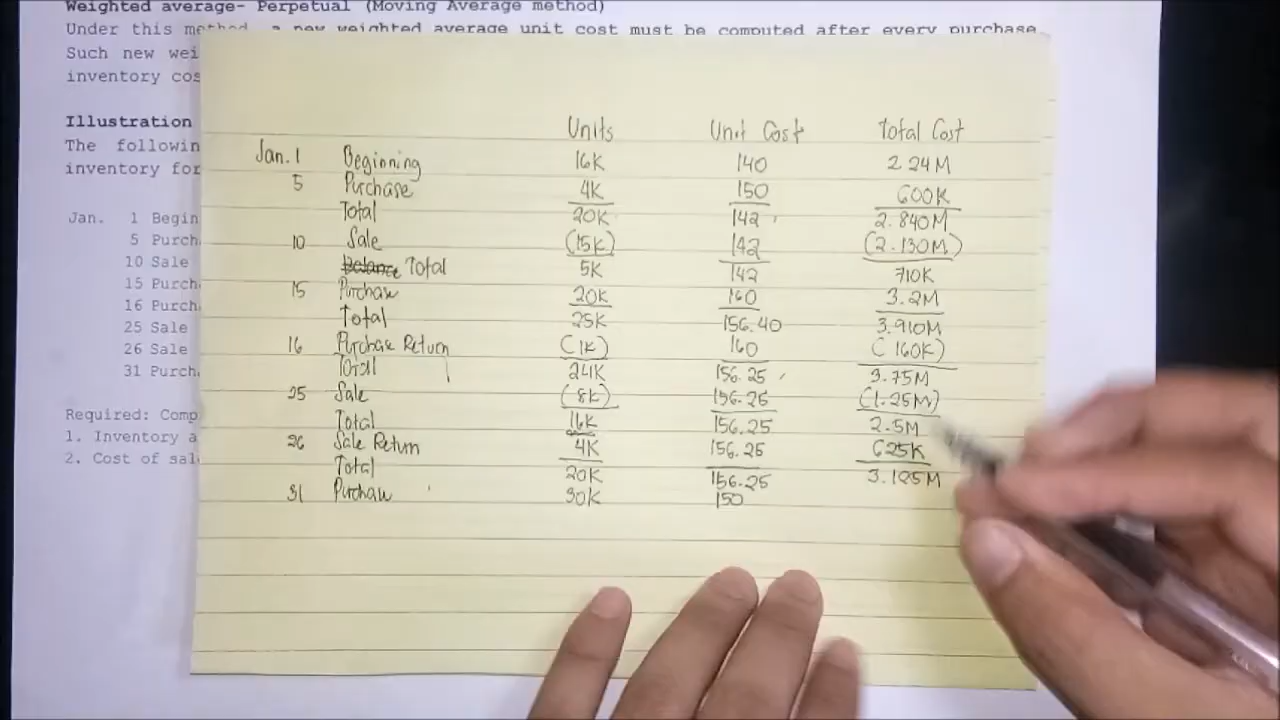 Weighted average- Perpetual (Moving Average method)
Under this method, a new weighted average unit cost must be computed after every purchase
Such new wei
inventory cos
Illustration
The followin
inventory for
Jan. 1 Begin
5 Purch
10 Sale
15 Purch
16 Purch
25 Sale
26 Sale
31 Purch
Required: Comp
1. Inventory a
2. Cost of sal
Units Unit Cost Total Cost
Jan. 1 Beginning 16K 140 2.24M
5 Purchase 4K 150 600K
Total 20K 142 2.840M
10 Sale (15K) 142 (2.130M)
Balance Total 5K 142 710K
15 Purchase 20K 160 3.2M
Total 25K 156.40 3.910M
16 Purchase Return (1K) 160 (160K)
Total 24K 156.25 3.75M
25 Sale (8K) 156.25 (1.25M)
Total 16K 156.25 2.5M
26 Sale Return 4K 156.25 625K
Total 20K 156.25 3.125M
31 Purchase 30K 150